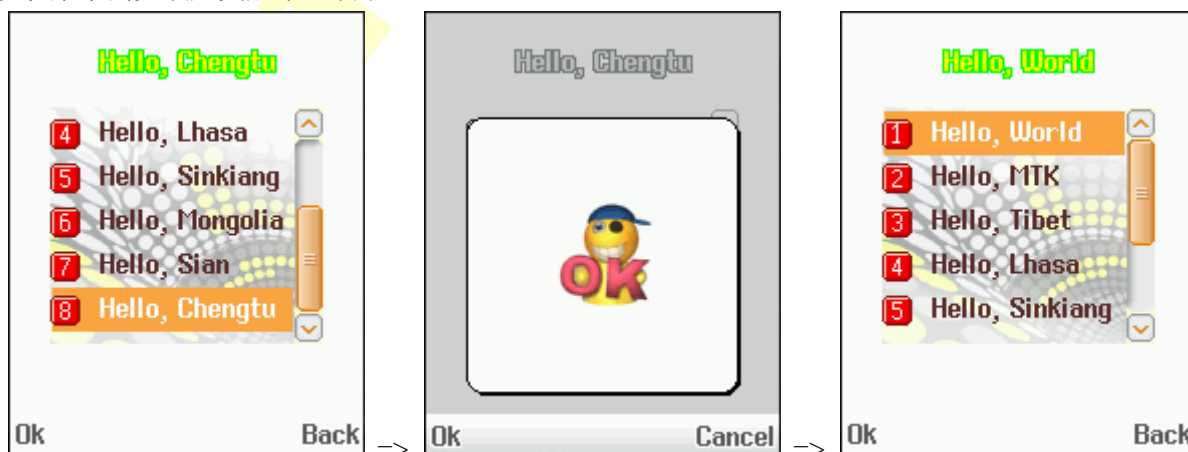 Hello, Chengtu
4 Hello, Lhasa
5 Hello, Sinkiang
6 Hello, Mongolia
7 Hello, Sian
8 Hello, Chengtu
Ok Back
–>
Hello, Chengtu
Ok
Ok Cancel
–>
Hello, World
1 Hello, World
2 Hello, MTK
3 Hello, Tibet
4 Hello, Lhasa
5 Hello, Sinkiang
Ok Back